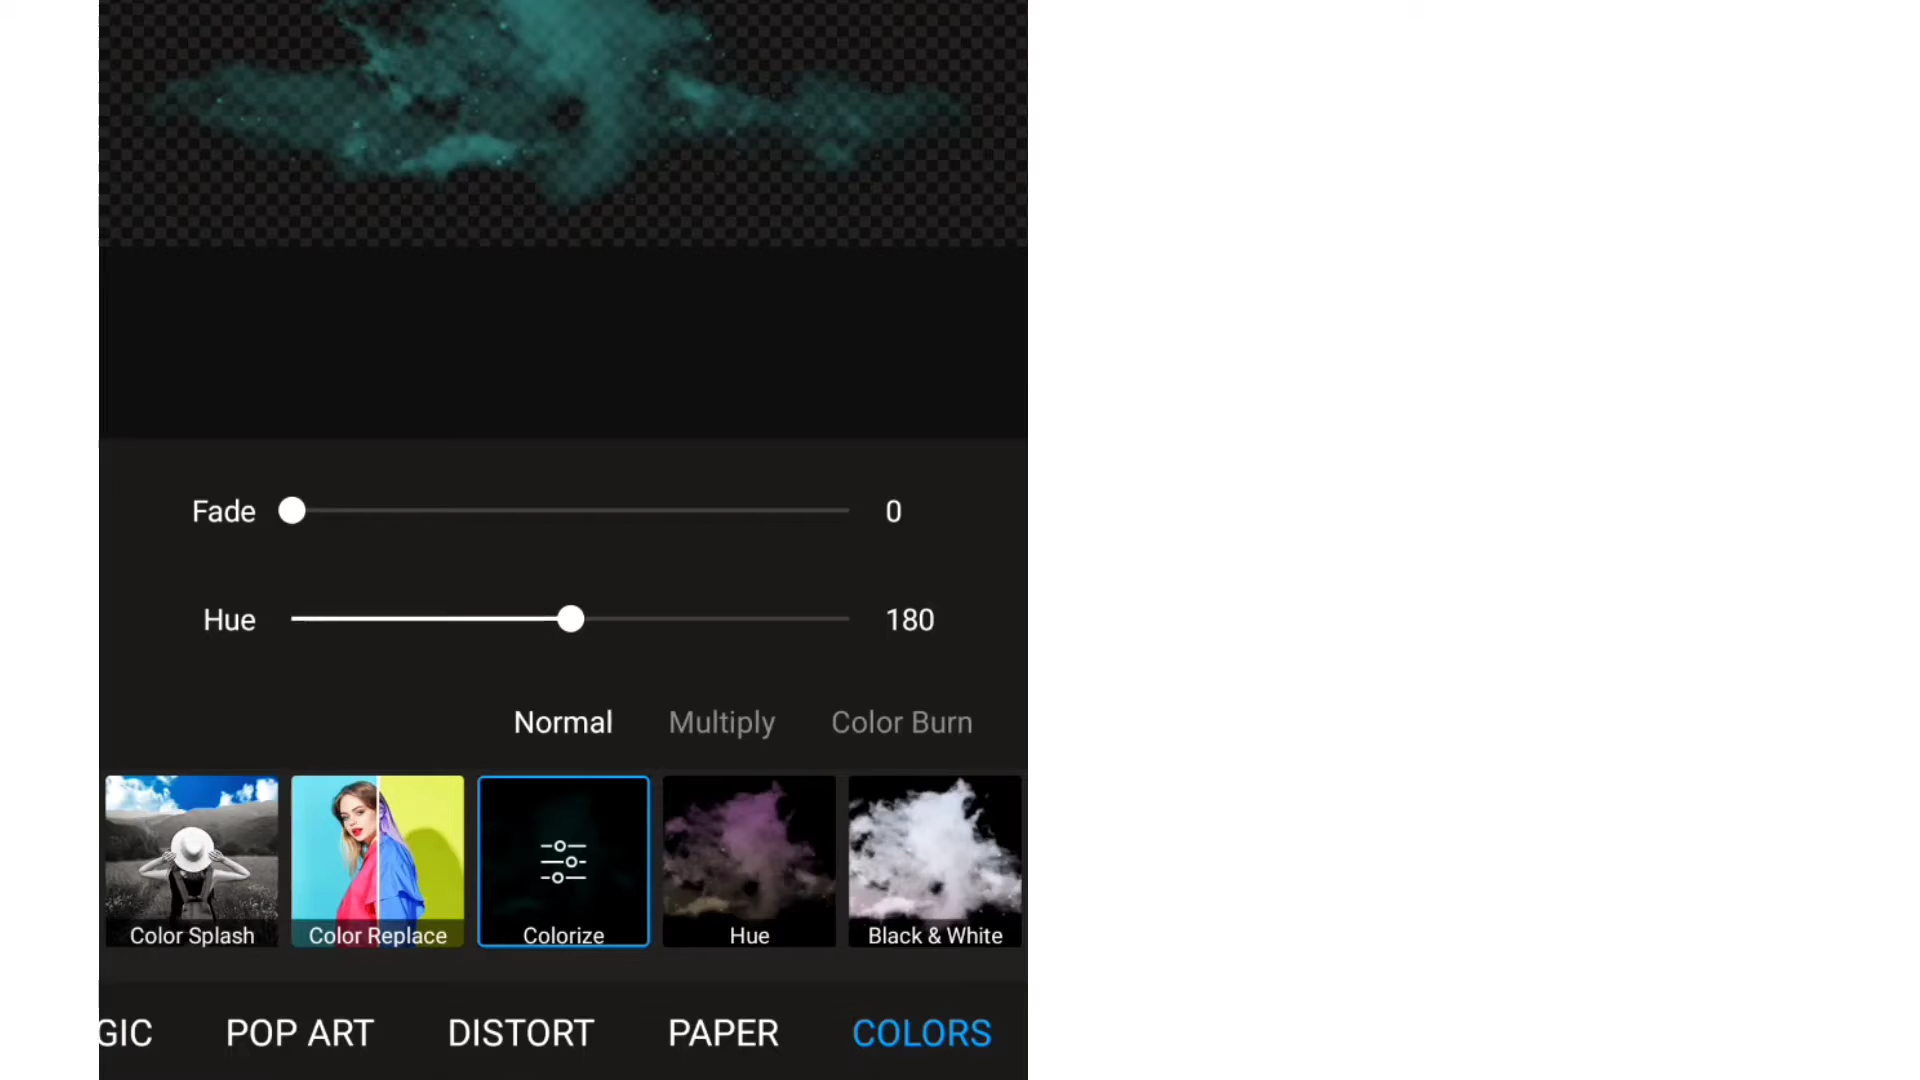 Fade 0
Hue 180
Normal Multiply Color Burn
Color Splash Color Replace Colorize Hue Black & White
GIC POP ART DISTORT PAPER COLORS